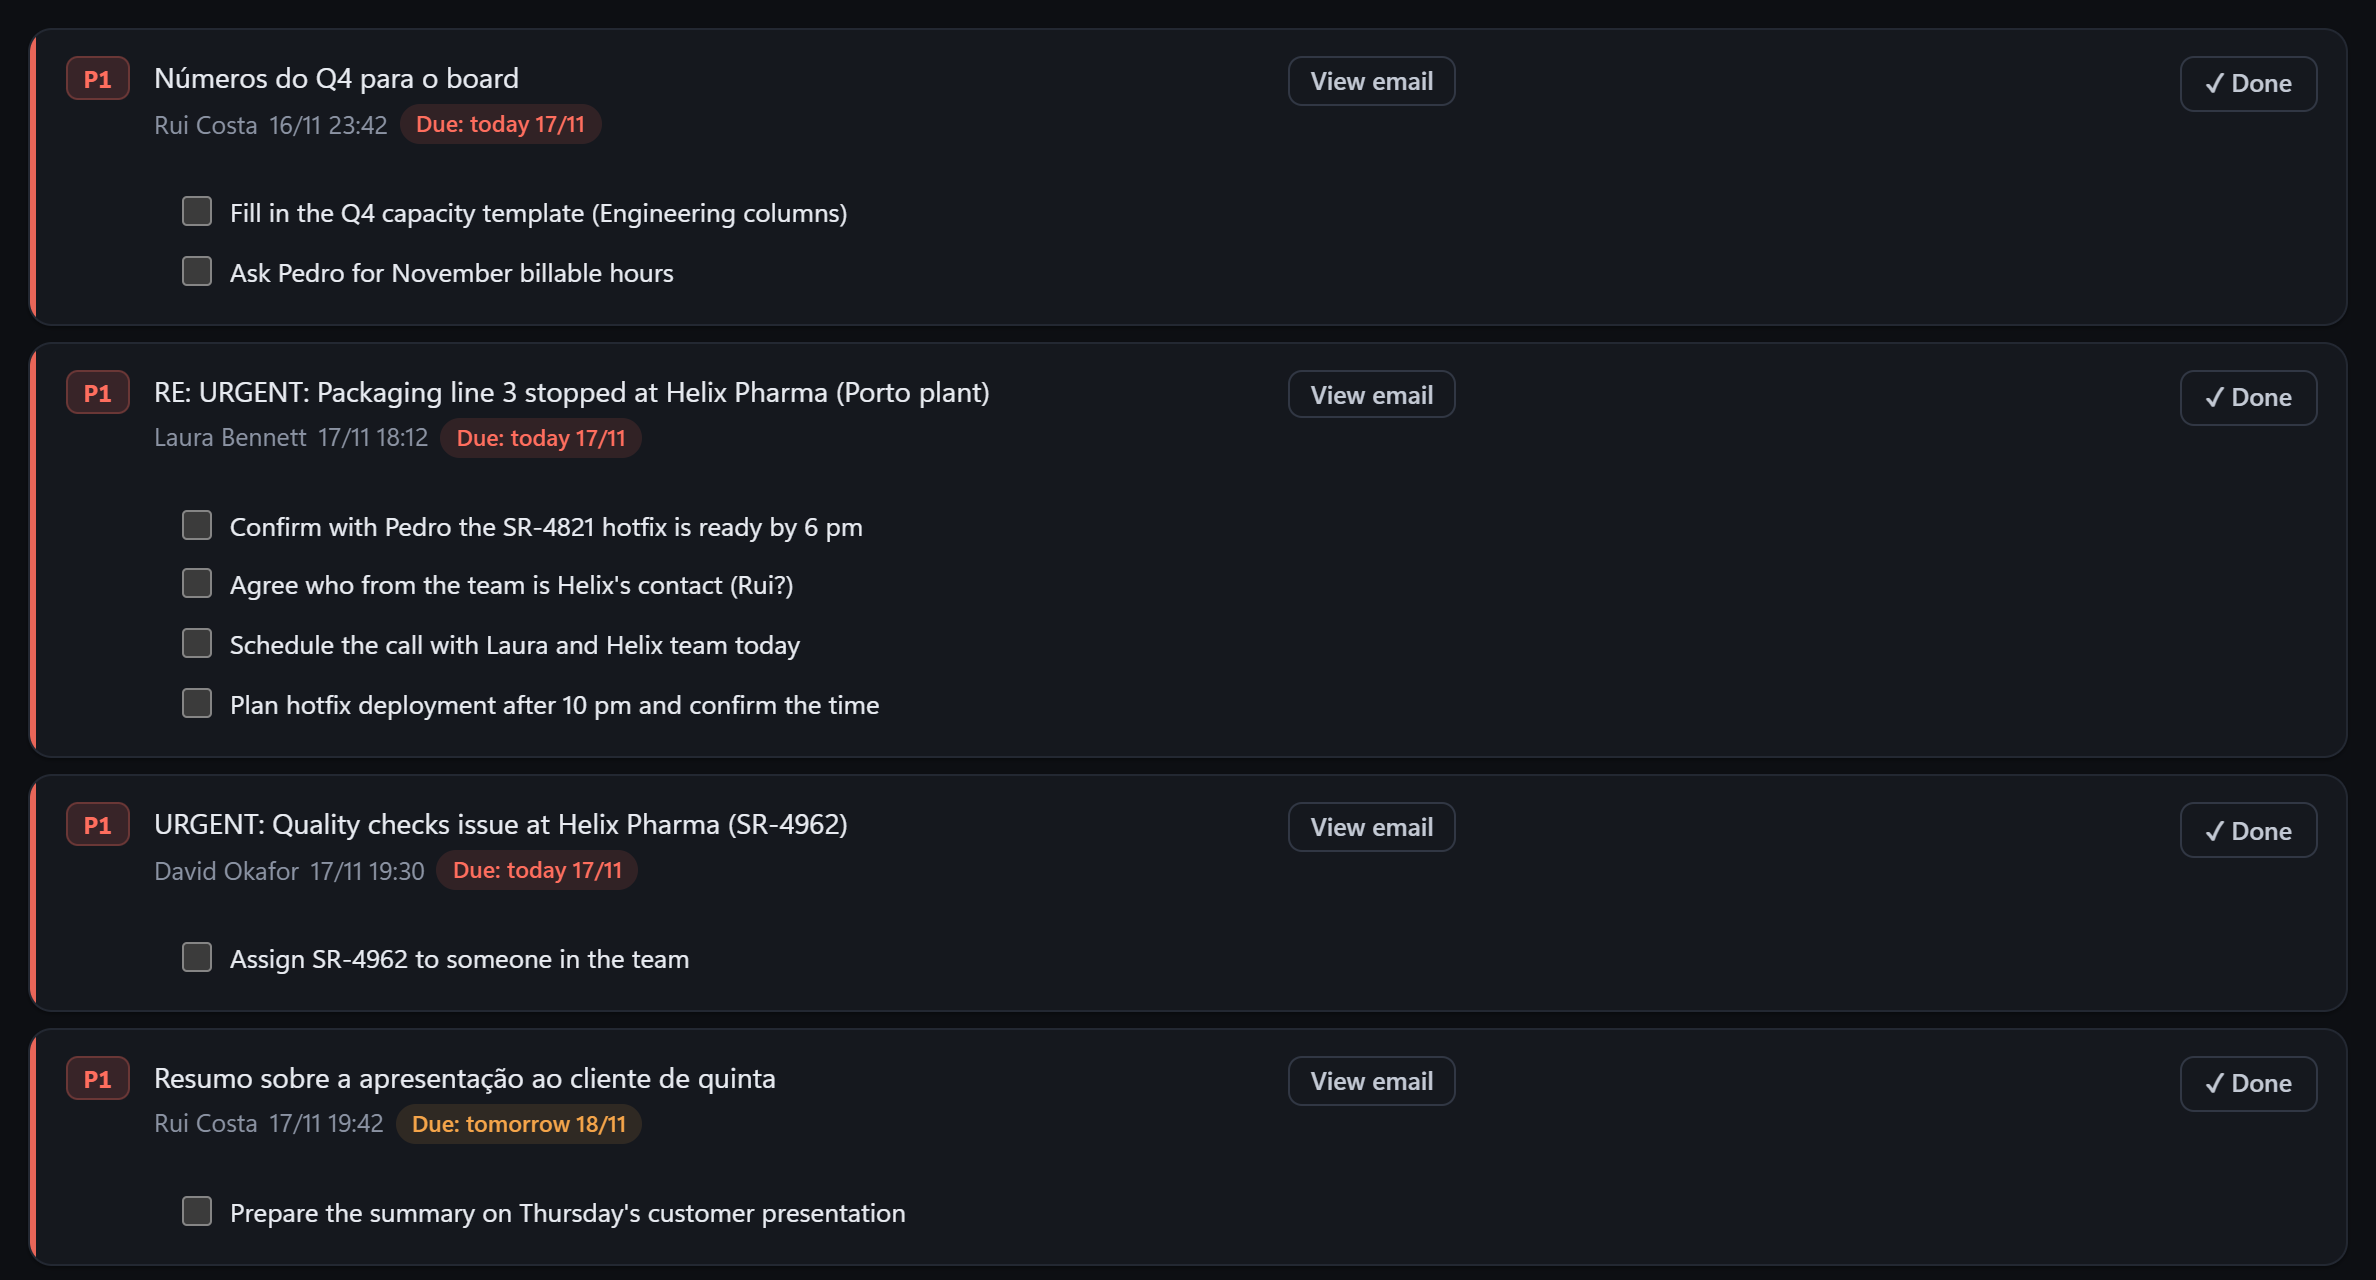 P1 Números do Q4 para o board View email ✓ Done
Rui Costa 16/11 23:42 Due: today 17/11
Fill in the Q4 capacity template (Engineering columns)
Ask Pedro for November billable hours
P1 RE: URGENT: Packaging line 3 stopped at Helix Pharma (Porto plant) View email ✓ Done
Laura Bennett 17/11 18:12 Due: today 17/11
Confirm with Pedro the SR-4821 hotfix is ready by 6 pm
Agree who from the team is Helix's contact (Rui?)
Schedule the call with Laura and Helix team today
Plan hotfix deployment after 10 pm and confirm the time
P1 URGENT: Quality checks issue at Helix Pharma (SR-4962) View email ✓ Done
David Okafor 17/11 19:30 Due: today 17/11
Assign SR-4962 to someone in the team
P1 Resumo sobre a apresentação ao cliente de quinta View email ✓ Done
Rui Costa 17/11 19:42 Due: tomorrow 18/11
Prepare the summary on Thursday's customer presentation